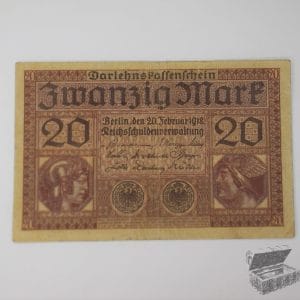 Darlehnskassenschein
Zwanzig Mark
Berlin, den 20. Februar 1918.
Reichsschuldenverwaltung
20 20